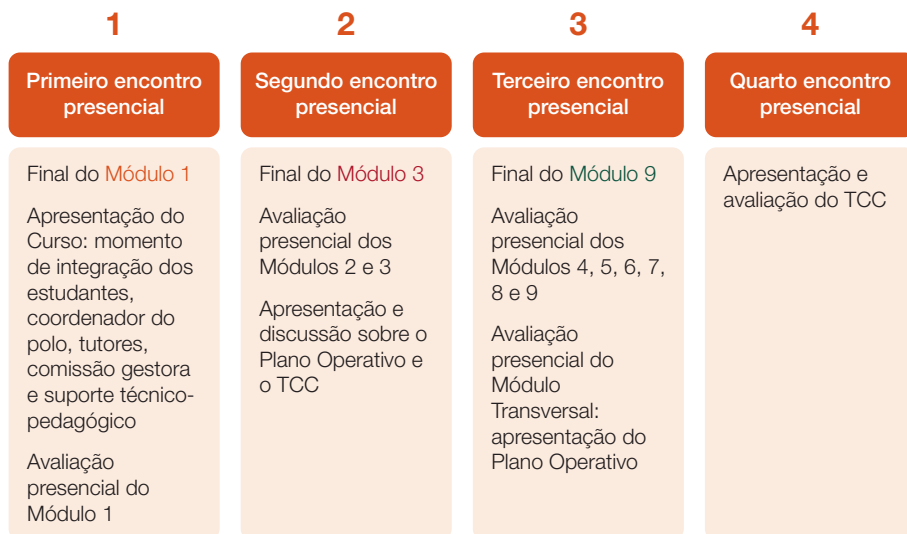 1
Primeiro encontro
presencial
Final do Módulo 1
Apresentação do
Curso: momento
de integração dos
estudantes,
coordenador do
polo, tutores,
comissão gestora
e suporte técnico-
pedagógico
Avaliação
presencial do
Módulo 1
2
Segundo encontro
presencial
Final do Módulo 3
Avaliação
presencial dos
Módulos 2 e 3
Apresentação e
discussão sobre o
Plano Operativo e
o TCC
3
Terceiro encontro
presencial
Final do Módulo 9
Avaliação
presencial dos
Módulos 4, 5, 6, 7,
8 e 9
Avaliação
presencial do
Módulo
Transversal:
apresentação do
Plano Operativo
4
Quarto encontro
presencial
Apresentação e
avaliação do TCC